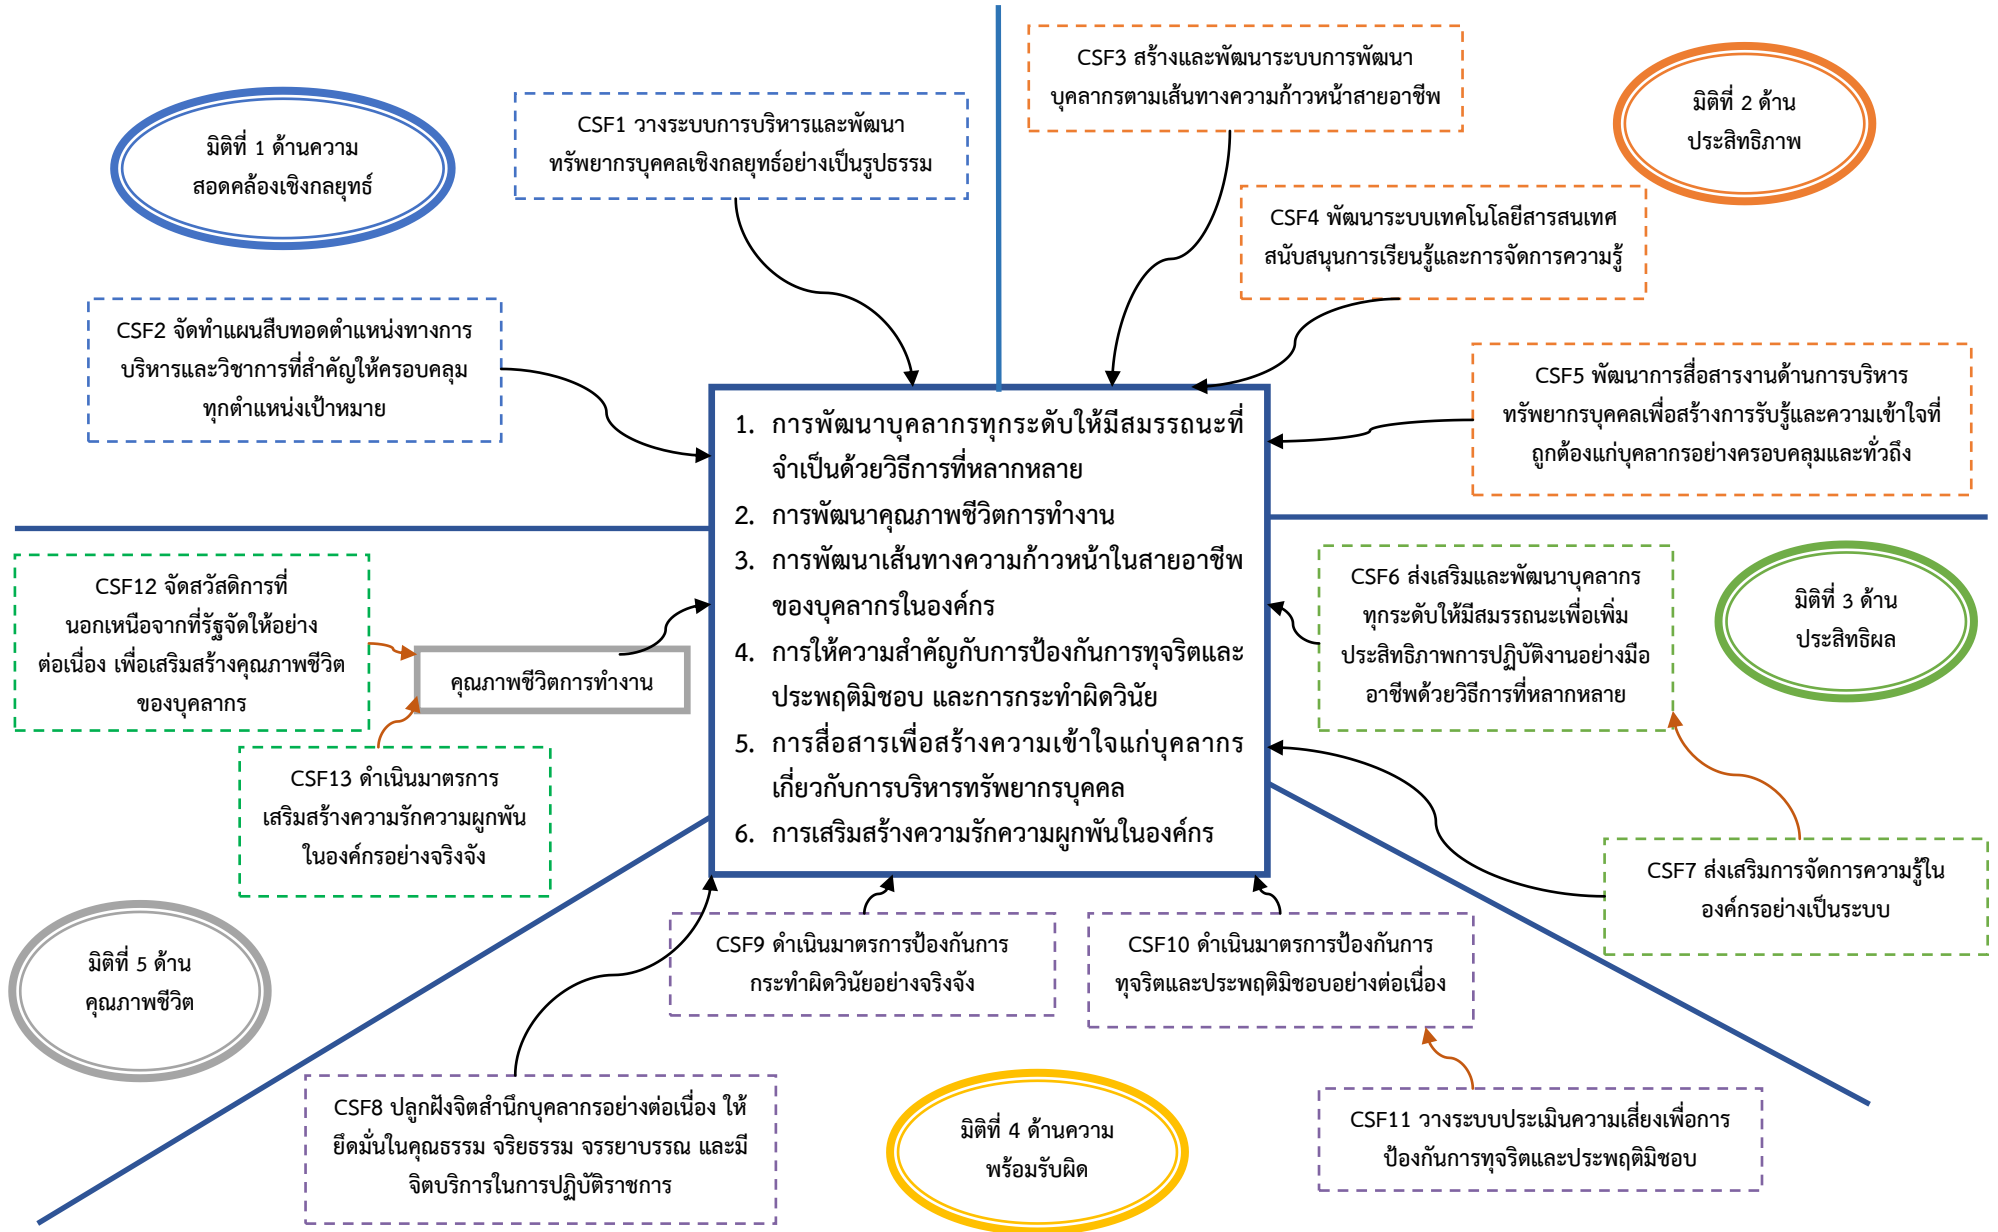 มิติที่ 1 ด้านความ
สอดคล้องเชิงกลยุทธ์
CSF1 วางระบบการบริหารและพัฒนา
ทรัพยากรบุคคลเชิงกลยุทธ์อย่างเป็นรูปธรรม
CSF2 จัดทำแผนสืบทอดตำแหน่งทางการ
บริหารและวิชาการที่สำคัญให้ครอบคลุม
ทุกตำแหน่งเป้าหมาย
CSF3 สร้างและพัฒนาระบบการพัฒนา
บุคลากรตามเส้นทางความก้าวหน้าสายอาชีพ
มิติที่ 2 ด้าน
ประสิทธิภาพ
CSF4 พัฒนาระบบเทคโนโลยีสารสนเทศ
สนับสนุนการเรียนรู้และการจัดการความรู้
CSF5 พัฒนาการสื่อสารงานด้านการบริหาร
ทรัพยากรบุคคลเพื่อสร้างการรับรู้และความเข้าใจที่
ถูกต้องแก่บุคลากรอย่างครอบคลุมและทั่วถึง
1. การพัฒนาบุคลากรทุกระดับให้มีสมรรถนะที่
จำเป็นด้วยวิธีการที่หลากหลาย
2. การพัฒนาคุณภาพชีวิตการทำงาน
3. การพัฒนาเส้นทางความก้าวหน้าในสายอาชีพ
ของบุคลากรในองค์กร
4. การให้ความสำคัญกับการป้องกันการทุจริตและ
ประพฤติมิชอบ และการกระทำผิดวินัย
5. การสื่อสารเพื่อสร้างความเข้าใจแก่บุคลากร
เกี่ยวกับการบริหารทรัพยากรบุคคล
6. การเสริมสร้างความรักความผูกพันในองค์กร
CSF12 จัดสวัสดิการที่
นอกเหนือจากที่รัฐจัดให้อย่าง
ต่อเนื่อง เพื่อเสริมสร้างคุณภาพชีวิต
ของบุคลากร
คุณภาพชีวิตการทำงาน
CSF13 ดำเนินมาตรการ
เสริมสร้างความรักความผูกพัน
ในองค์กรอย่างจริงจัง
มิติที่ 5 ด้าน
คุณภาพชีวิต
CSF6 ส่งเสริมและพัฒนาบุคลากร
ทุกระดับให้มีสมรรถนะเพื่อเพิ่ม
ประสิทธิภาพการปฏิบัติงานอย่างมือ
อาชีพด้วยวิธีการที่หลากหลาย
มิติที่ 3 ด้าน
ประสิทธิผล
CSF7 ส่งเสริมการจัดการความรู้ใน
องค์กรอย่างเป็นระบบ
CSF9 ดำเนินมาตรการป้องกันการ
กระทำผิดวินัยอย่างจริงจัง
CSF10 ดำเนินมาตรการป้องกันการ
ทุจริตและประพฤติมิชอบอย่างต่อเนื่อง
CSF8 ปลูกฝังจิตสำนึกบุคลากรอย่างต่อเนื่อง ให้
ยึดมั่นในคุณธรรม จริยธรรม จรรยาบรรณ และมี
จิตบริการในการปฏิบัติราชการ
มิติที่ 4 ด้านความ
พร้อมรับผิด
CSF11 วางระบบประเมินความเสี่ยงเพื่อการ
ป้องกันการทุจริตและประพฤติมิชอบ